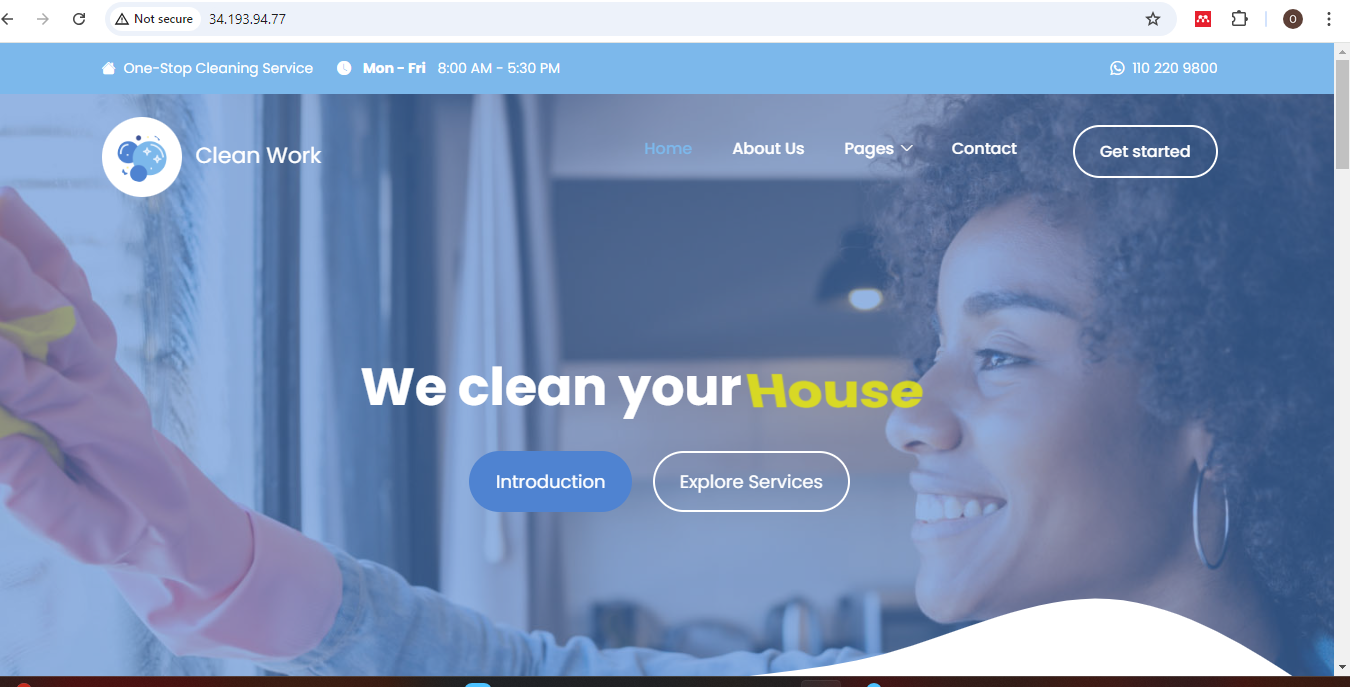 Not secure 34.193.94.77
O
One-Stop Cleaning Service Mon - Fri 8:00 AM - 5:30 PM 110 220 9800
Clean Work Home About Us Pages Contact Get started
We clean your House
Introduction Explore Services